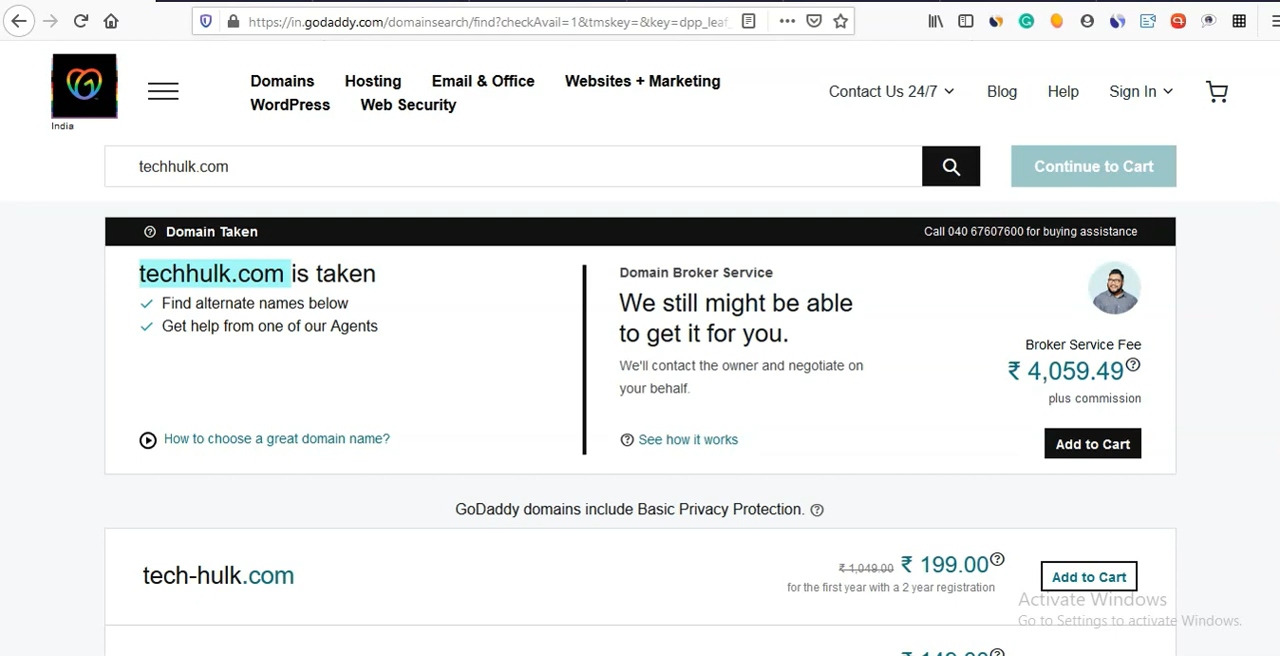 https://in.godaddy.com/domainsearch/find?checkAvail=1&tmskey=&key=dpp_leaf
India
Domains Hosting Email & Office Websites + Marketing
WordPress Web Security
Contact Us 24/7 Blog Help Sign In
techhulk.com
Continue to Cart
Domain Taken
Call 040 67607600 for buying assistance
techhulk.com is taken
Find alternate names below
Get help from one of our Agents
How to choose a great domain name?
Domain Broker Service
We still might be able
to get it for you.
We'll contact the owner and negotiate on
your behalf.
See how it works
Broker Service Fee
₹ 4,059.49
plus commission
Add to Cart
GoDaddy domains include Basic Privacy Protection.
tech-hulk.com
₹ 1,049.00 ₹ 199.00
for the first year with a 2 year registration
Add to Cart
Activate Windows
Go to Settings to activate Windows.